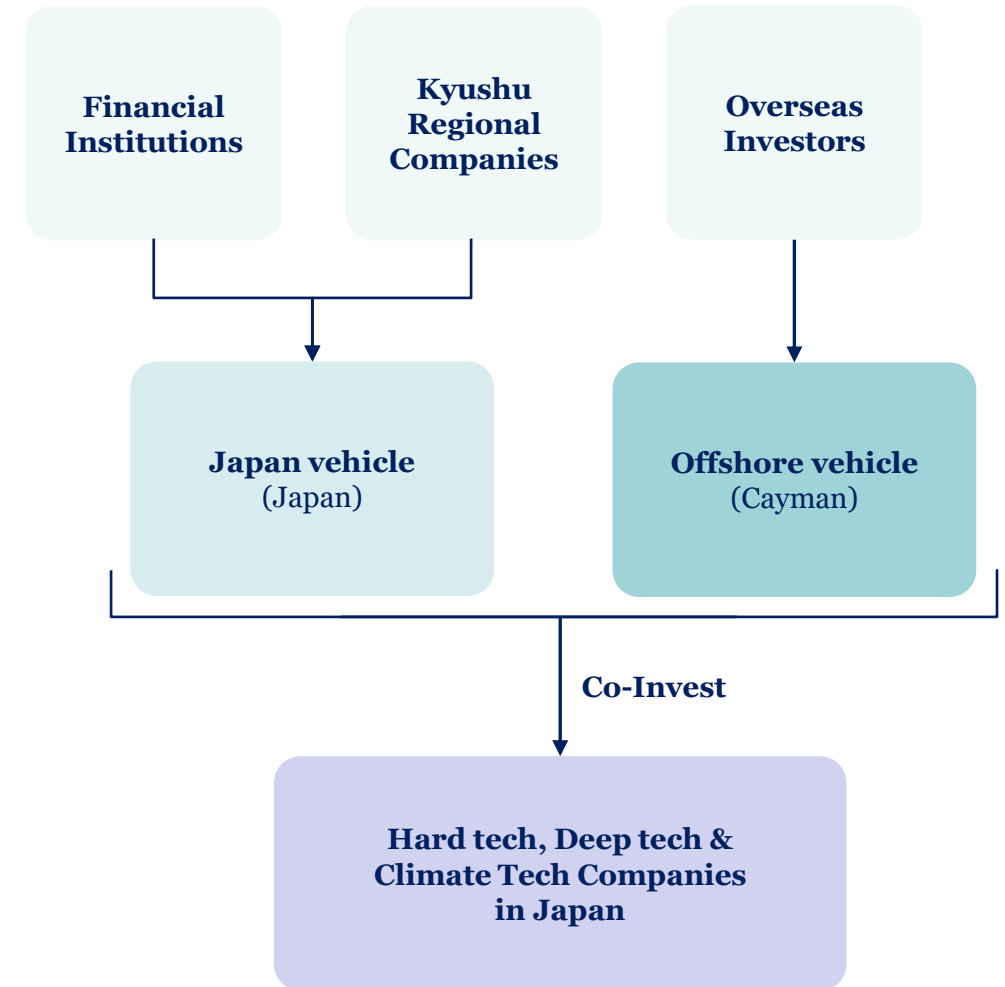 Financial
Institutions
Kyushu
Regional
Companies
Overseas
Investors
Japan vehicle
(Japan)
Offshore vehicle
(Cayman)
Co-Invest
Hard tech, Deep tech &
Climate Tech Companies
in Japan